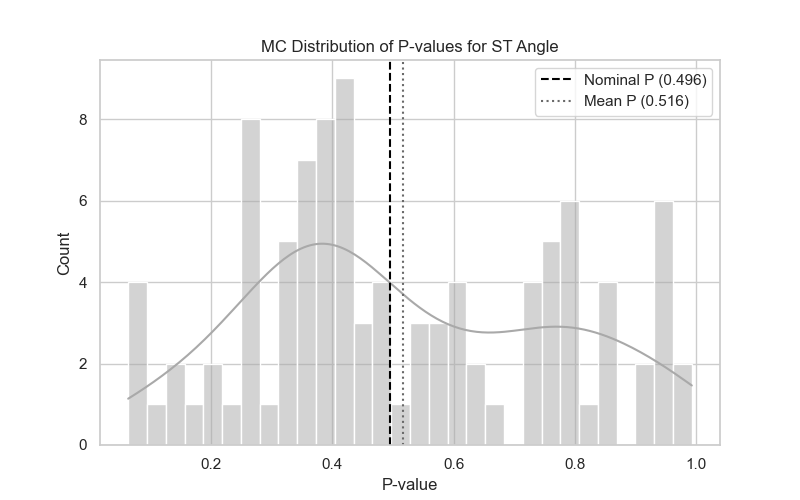 MC Distribution of P-values for ST Angle
Nominal P (0.496)
Mean P (0.516)
Count
8
6
4
2
0
0.2 0.4 0.6 0.8 1.0
P-value